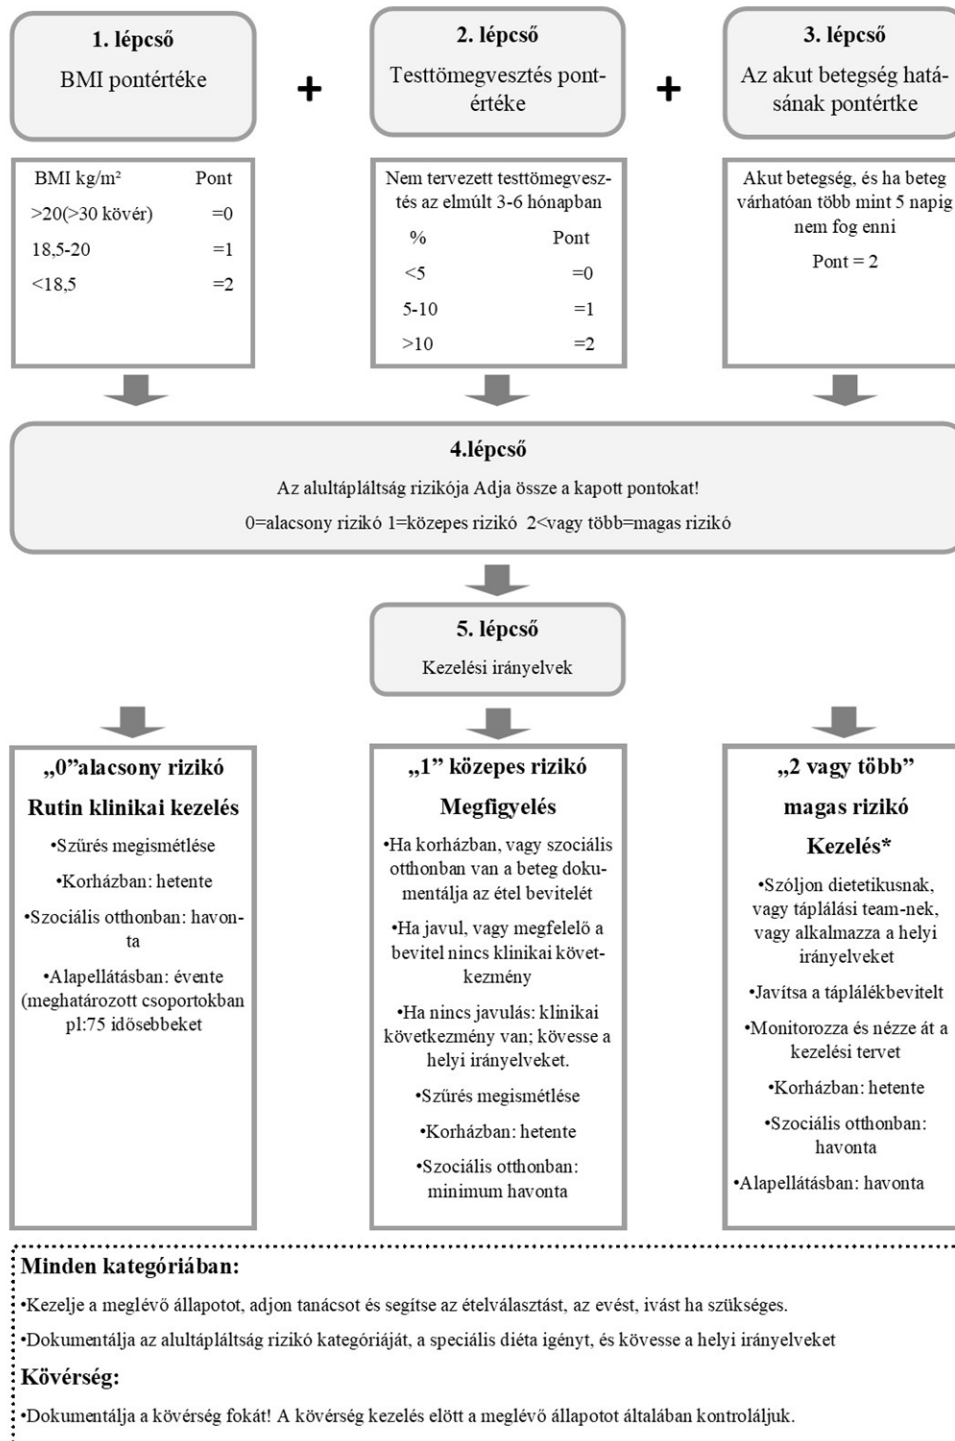 1. lépcső
BMI pontértéke
+
2. lépcső
Testtömegvesztés pont-
értéke
+
3. lépcső
Az akut betegség hatá-
sának pontértke
BMI kg/m² Pont
>20(>30 kövér) =0
18,5-20 =1
<18,5 =2
Nem tervezett testtömegvesz-
tés az elmúlt 3-6 hónapban
% Pont
<5 =0
5-10 =1
>10 =2
Akut betegség, és ha beteg
várhatóan több mint 5 napig
nem fog enni
Pont = 2
4.lépcső
Az alultápláltság rizikója Adja össze a kapott pontokat!
0=alacsony rizikó 1=közepes rizikó 2<vagy több=magas rizikó
5. lépcső
Kezelési irányelvek
„0”alacsony rizikó
Rutin klinikai kezelés
•Szűrés megismétlése
•Korházban: hetente
•Szociális otthonban: havon-
ta
•Alapellátásban: évente
(meghatározott csoportokban
pl:75 idősebbeket
„1” közepes rizikó
Megfigyelés
•Ha korházban, vagy szociális
otthonban van a beteg doku-
mentálja az étel bevitelét
•Ha javul, vagy megfelelő a
bevitel nincs klinikai követ-
kezmény
•Ha nincs javulás: klinikai
következmény van; kövesse a
helyi irányelveket.
•Szűrés megismétlése
•Korházban: hetente
•Szociális otthonban:
minimum havonta
„2 vagy több”
magas rizikó
Kezelés*
•Szóljon dietetikusnak,
vagy táplálási team-nek,
vagy alkalmazza a helyi
irányelveket
•Javítsa a táplálékbevitelt
•Monitorozza és nézze át a
kezelési tervet
•Korházban: hetente
•Szociális otthonban:
havonta
•Alapellátásban: havonta
Minden kategóriában:
•Kezelje a meglévő állapotot, adjon tanácsot és segítse az ételválasztást, az evést, ivást ha szükséges.
•Dokumentálja az alultápláltság rizikó kategóriáját, a speciális diéta igényt, és kövesse a helyi irányelveket
Kövérség:
•Dokumentálja a kövérség fokát! A kövérség kezelés elött a meglévő állapotot általában kontroláljuk.